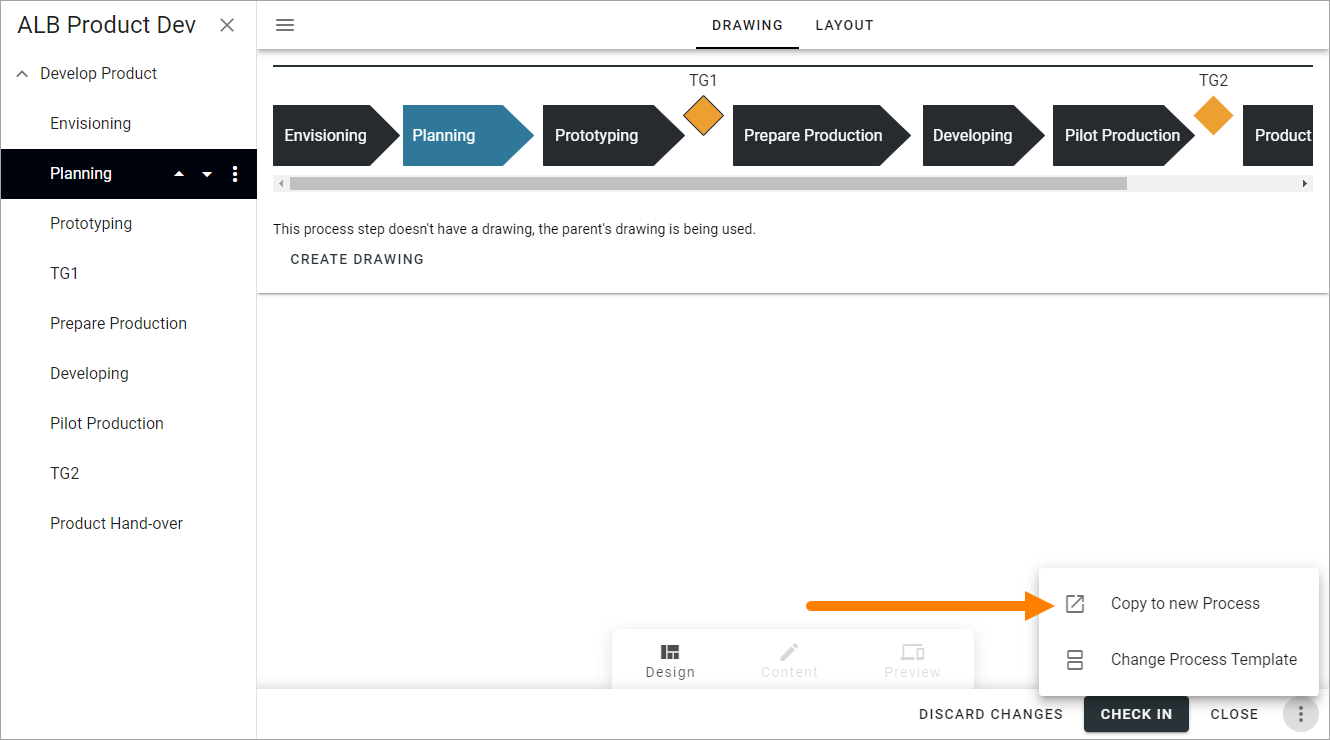 ALB Product Dev
DRAWING
LAYOUT
Develop Product
Envisioning
Planning
Prototyping
TG1
Prepare Production
Developing
Pilot Production
TG2
Product Hand-over
TG1
TG2
Envisioning
Planning
Prototyping
Prepare Production
Developing
Pilot Production
Product
This process step doesn't have a drawing, the parent's drawing is being used.
CREATE DRAWING
Copy to new Process
Change Process Template
Design
Content
Preview
DISCARD CHANGES
CHECK IN
CLOSE